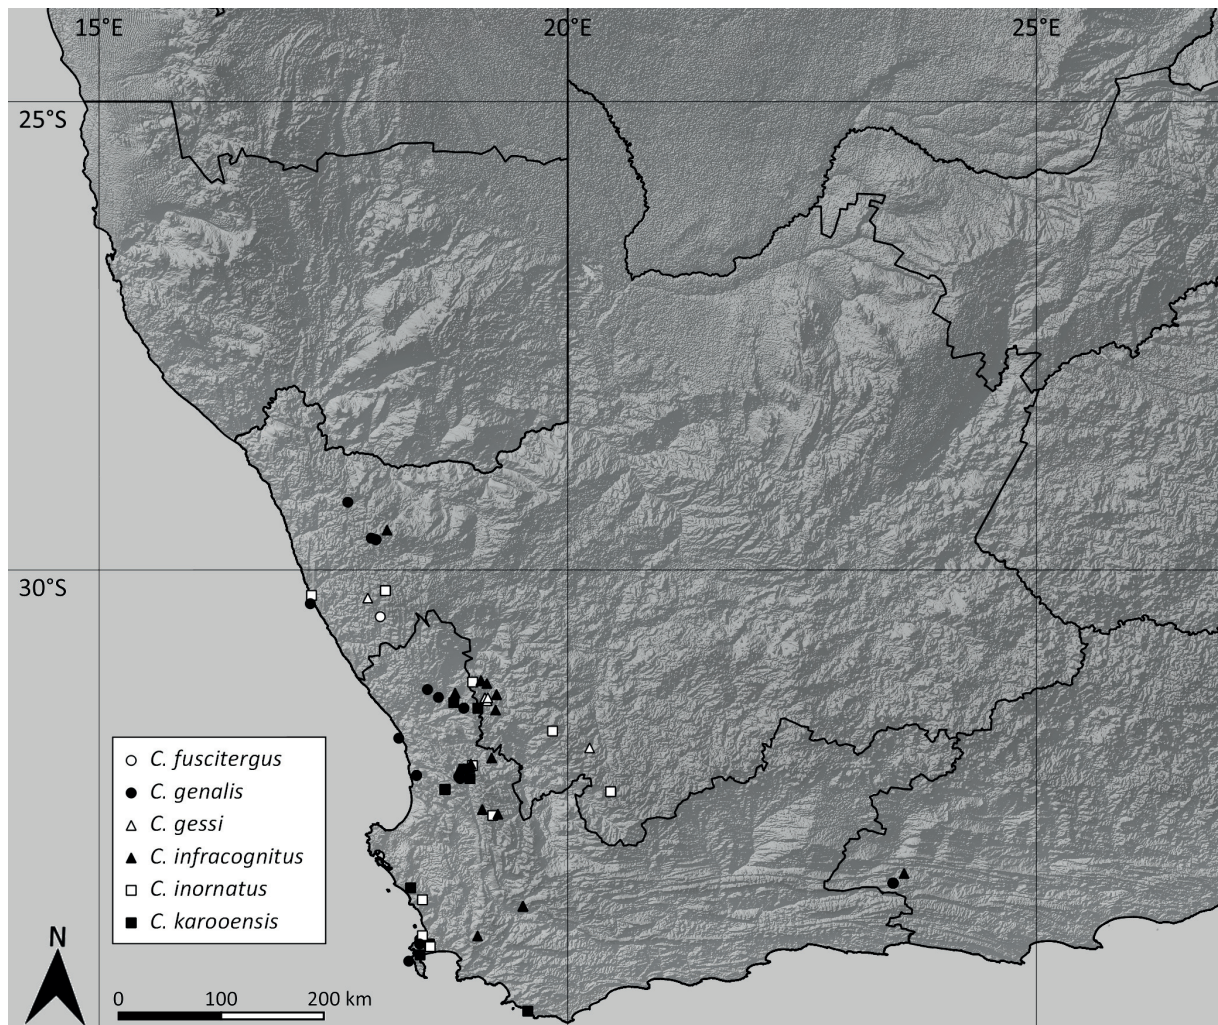 15°E 20°E 25°E
25°S
30°S
C. fuscitergus
C. genalis
C. gessi
C. infracognitus
C. inornatus
C. karooensis
N
0 100 200 km